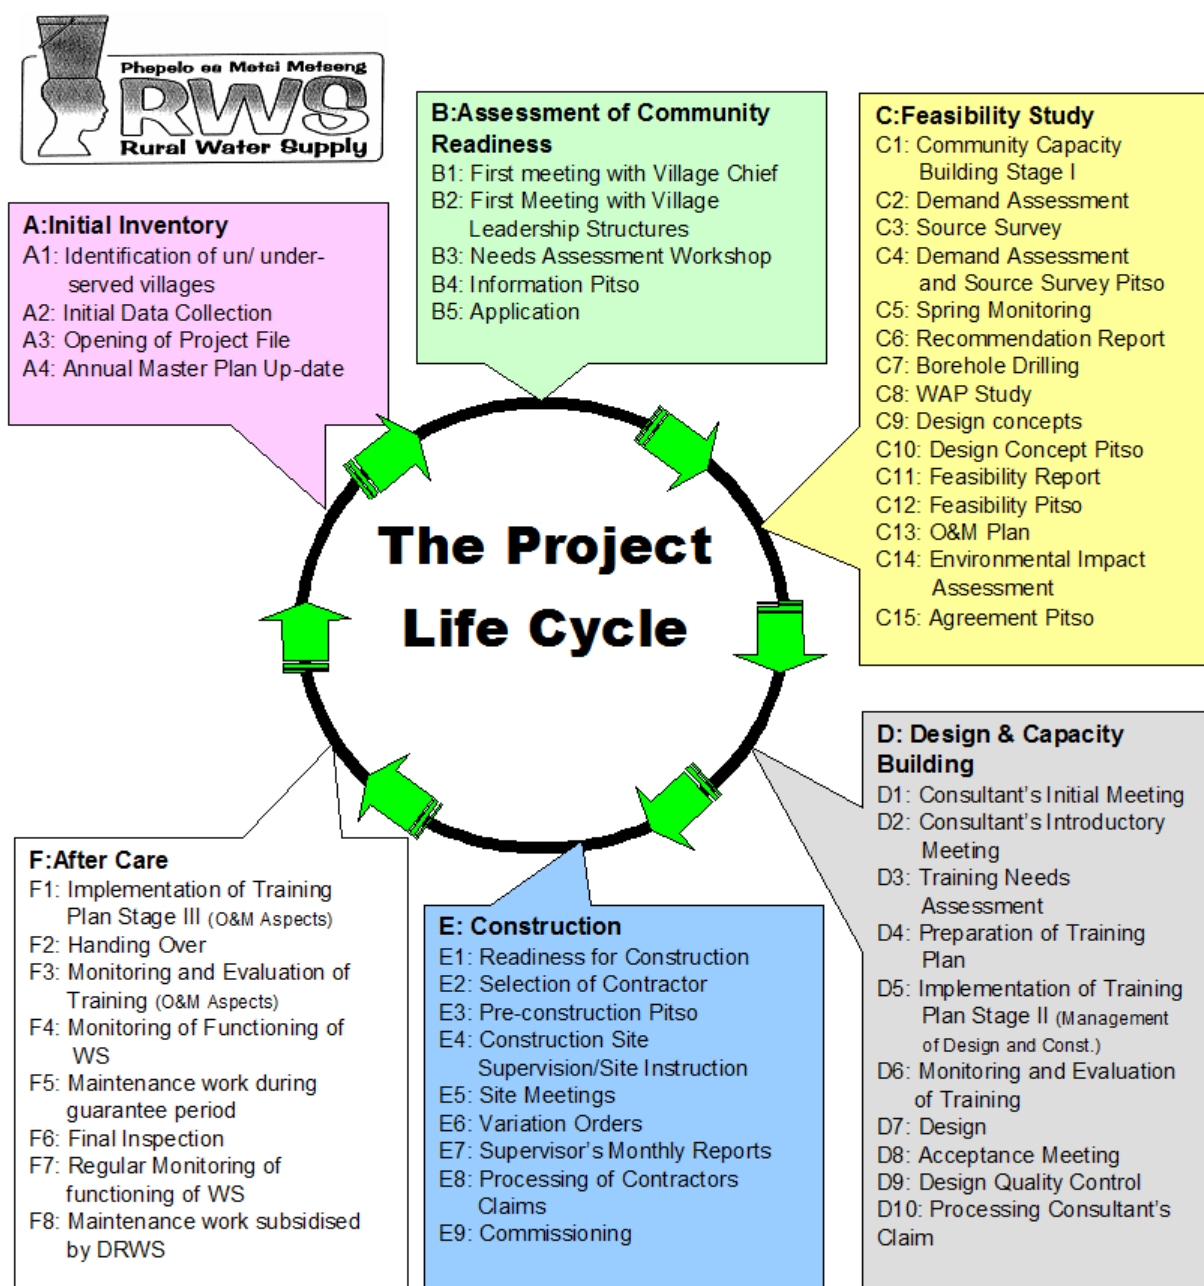 Phepelo ea Metsi Metseng
RWS
Rural Water Supply
A:Initial Inventory
A1: Identification of un/ under-
served villages
A2: Initial Data Collection
A3: Opening of Project File
A4: Annual Master Plan Up-date
B:Assessment of Community
Readiness
B1: First meeting with Village Chief
B2: First Meeting with Village
Leadership Structures
B3: Needs Assessment Workshop
B4: Information Pitso
B5: Application
C:Feasibility Study
C1: Community Capacity
Building Stage I
C2: Demand Assessment
C3: Source Survey
C4: Demand Assessment
and Source Survey Pitso
C5: Spring Monitoring
C6: Recommendation Report
C7: Borehole Drilling
C8: WAP Study
C9: Design concepts
C10: Design Concept Pitso
C11: Feasibility Report
C12: Feasibility Pitso
C13: O&M Plan
C14: Environmental Impact
Assessment
C15: Agreement Pitso
The Project
Life Cycle
D: Design & Capacity
Building
D1: Consultant's Initial Meeting
D2: Consultant's Introductory
Meeting
D3: Training Needs
Assessment
D4: Preparation of Training
Plan
D5: Implementation of Training
Plan Stage II (Management
of Design and Const.)
D6: Monitoring and Evaluation
of Training
D7: Design
D8: Acceptance Meeting
D9: Design Quality Control
D10: Processing Consultant's
Claim
E: Construction
E1: Readiness for Construction
E2: Selection of Contractor
E3: Pre-construction Pitso
E4: Construction Site
Supervision/Site Instruction
E5: Site Meetings
E6: Variation Orders
E7: Supervisor's Monthly Reports
E8: Processing of Contractors
Claims
E9: Commissioning
F:After Care
F1: Implementation of Training
Plan Stage III (O&M Aspects)
F2: Handing Over
F3: Monitoring and Evaluation of
Training (O&M Aspects)
F4: Monitoring of Functioning of
WS
F5: Maintenance work during
guarantee period
F6: Final Inspection
F7: Regular Monitoring of
functioning of WS
F8: Maintenance work subsidised
by DRWS